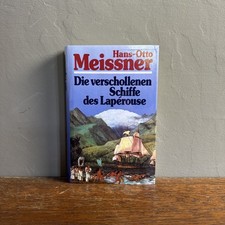 Hans-Otto
Meissner
Die verschollenen
Schiffe
des Lapérouse